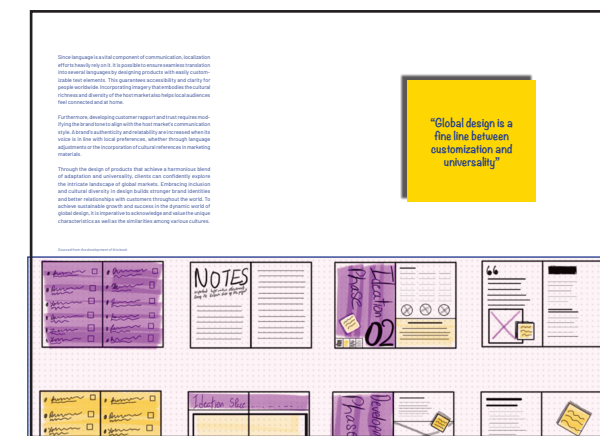 Since language is a vital component of communication, localization
efforts heavily rely on it. It is possible to ensure seamless translation
into several languages by designing products with easily custom-
izable text elements. This guarantees accessibility and clarity for
people worldwide. Incorporating imagery that embodies the cultural
richness and diversity of the host market also helps local audiences
feel connected and at home.
Furthermore, developing customer rapport and trust requires mod-
ifying the brand tone to align with the host market's communication
style. A brand's authenticity and relatability are increased when its
voice is in line with local preferences, whether through language
adjustments or the incorporation of cultural references in marketing
materials.
Through the design of products that achieve a harmonious blend
of adaptation and universality, clients can confidently explore
the intricate landscape of global markets. Embracing inclusion
and cultural diversity in design builds stronger brand identities
and better relationships with customers throughout the world. To
achieve sustainable growth and success in the dynamic world of
global design, it is imperative to acknowledge and value the unique
characteristics as well as the similarities among various cultures.
“Global design is a
fine line between
customization and
universality”
NOTES
Ideation
Phase
02
Ideation
Develop
Phase